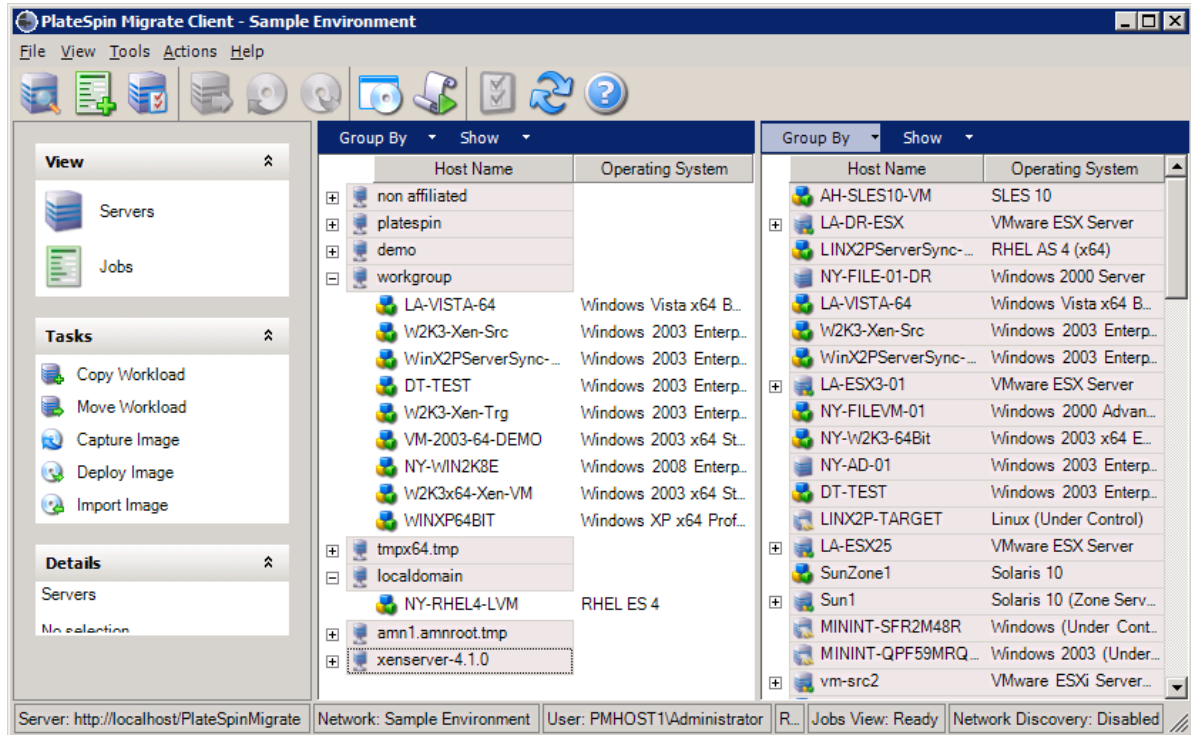 PlateSpin Migrate Client - Sample Environment
File View Tools Actions Help
View
Servers
Jobs
Tasks
Copy Workload
Move Workload
Capture Image
Deploy Image
Import Image
Details
Servers
No selection
Group By Show
Host Name Operating System
non affiliated
platespin
demo
workgroup
LA-VISTA-64 Windows Vista x64 B...
W2K3-Xen-Src Windows 2003 Enterp...
WinX2PServerSync-... Windows 2003 Enterp...
DT-TEST Windows 2003 Enterp...
W2K3-Xen-Trg Windows 2003 Enterp...
VM-2003-64-DEMO Windows 2003 x64 St...
NY-WIN2K8E Windows 2008 Enterp...
W2K3x64-Xen-VM Windows 2003 x64 St...
WINXP64BIT Windows XP x64 Prof...
tmpx64.tmp
localdomain
NY-RHEL4-LVM RHEL ES 4
amn1.amnroot.tmp
xenserver-4.1.0
Group By Show
Host Name Operating System
AH-SLES10-VM SLES 10
LA-DR-ESX VMware ESX Server
LINX2PServerSync-... RHEL AS 4 (x64)
NY-FILE-01-DR Windows 2000 Server
LA-VISTA-64 Windows Vista x64 B...
W2K3-Xen-Src Windows 2003 Enterp...
WinX2PServerSync-... Windows 2003 Enterp...
LA-ESX3-01 VMware ESX Server
NY-FILEVM-01 Windows 2000 Advan...
NY-W2K3-64Bit Windows 2003 x64 E...
NY-AD-01 Windows 2003 Enterp...
DT-TEST Windows 2003 Enterp...
LINX2P-TARGET Linux (Under Control)
LA-ESX25 VMware ESX Server
SunZone1 Solaris 10
Sun1 Solaris 10 (Zone Serv...
MININT-SFR2M48R Windows (Under Cont...
MININT-QPF59MRQ... Windows 2003 (Under...
vm-src2 VMware ESXi Server...
Server: http://localhost/PlateSpinMigrate Network: Sample Environment User: PMHOST1\Administrator R... Jobs View: Ready Network Discovery: Disabled